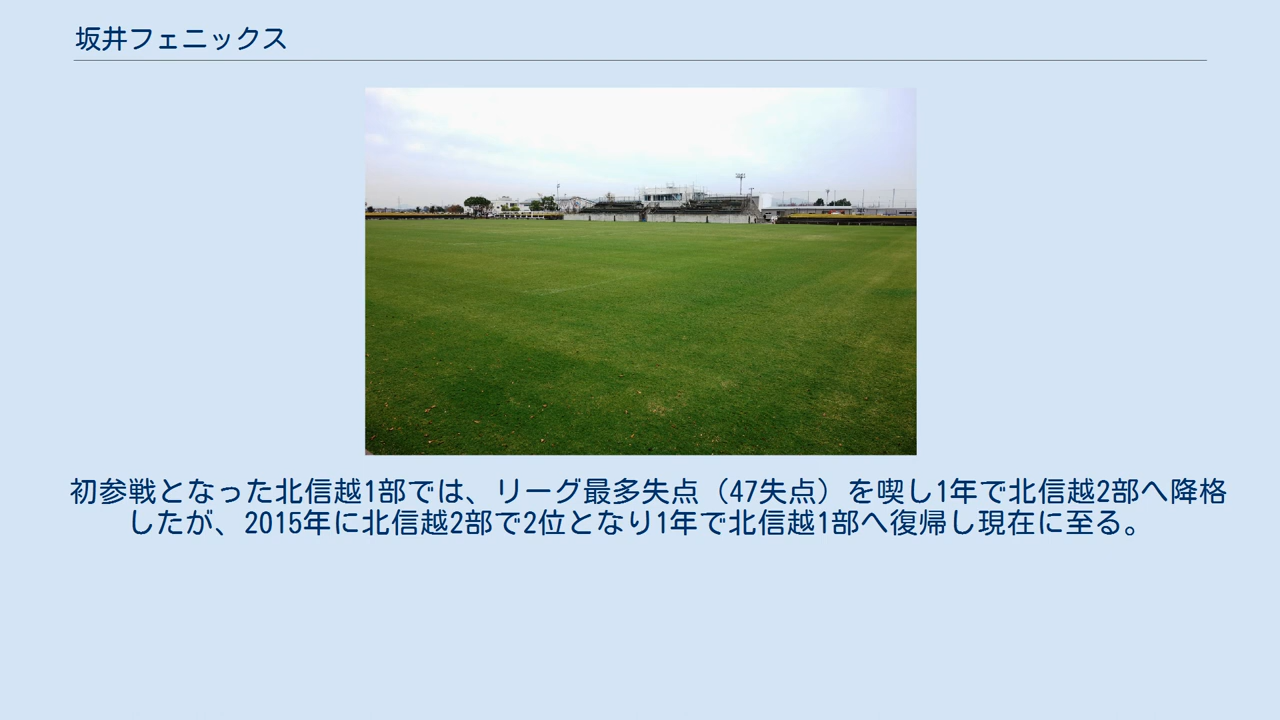 坂井フェニックス
初参戦となった北信越1部では、リーグ最多失点（47失点）を喫し1年で北信越2部へ降格
したが、2015年に北信越2部で2位となり1年で北信越1部へ復帰し現在に至る。